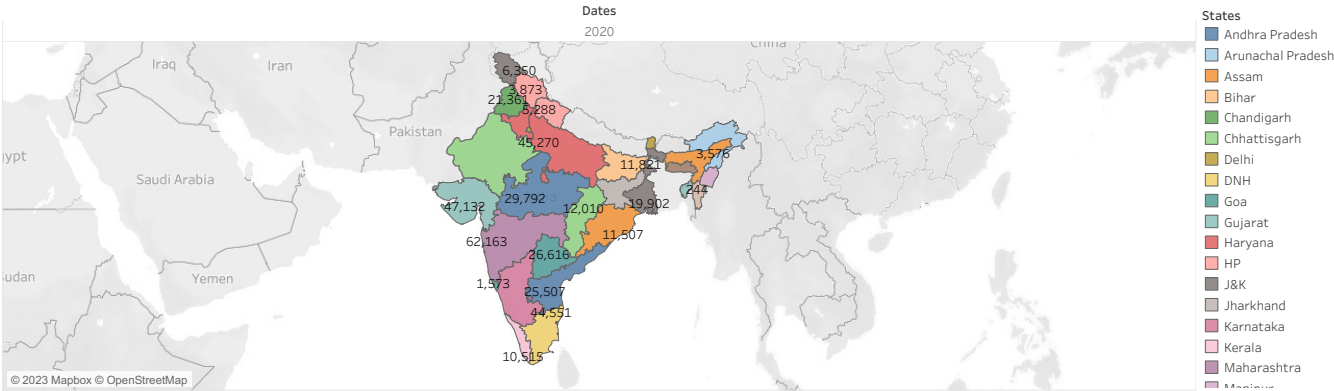 Dates
2020
States
Andhra Pradesh
Arunachal Pradesh
Assam
Bihar
Chandigarh
Chhattisgarh
Delhi
DNH
Goa
Gujarat
Haryana
HP
J&K
Jharkhand
Karnataka
Kerala
Maharashtra
Manipur
China
Iraq
Iran
Pakistan
Saudi Arabia
Yemen
6,350
3,873
21,361
5,288
45,270
11,821
3,576
244
47,132
29,792
12,010
19,902
62,163
26,616
11,507
1,573
25,507
44,551
10,515
© 2023 Mapbox © OpenStreetMap